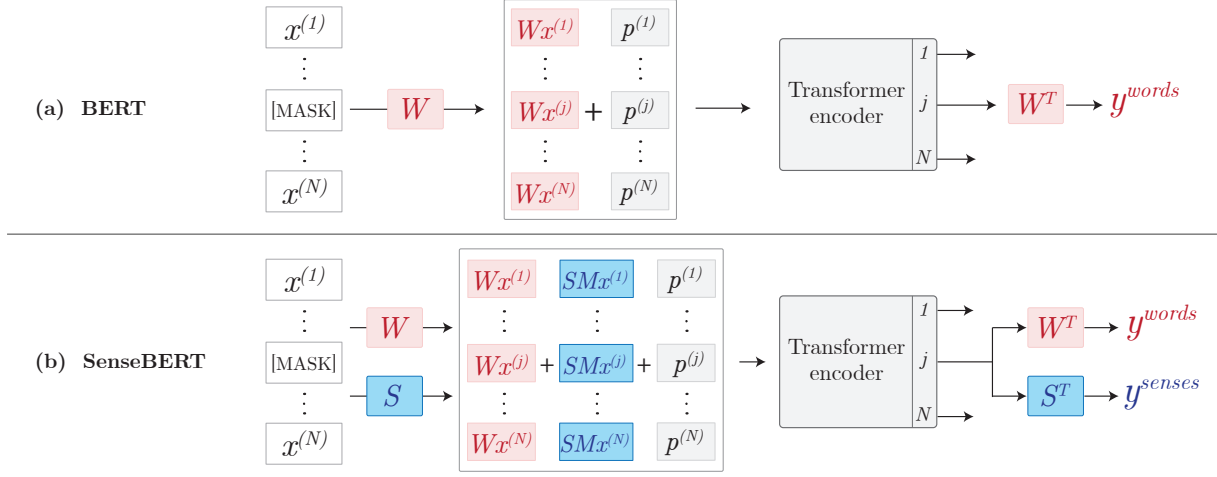 x^(1) Wx^(1) p^(1) 1
⋮ ⋮ ⋮
(a) BERT [MASK] W Wx^(j) + p^(j) Transformer encoder j W^T y^words
⋮ ⋮ ⋮
x^(N) Wx^(N) p^(N) N
x^(1) Wx^(1) SMx^(1) p^(1) 1
⋮ W ⋮ ⋮ ⋮ W^T y^words
(b) SenseBERT [MASK] Wx^(j) + SMx^(j) + p^(j) Transformer encoder j
⋮ S ⋮ ⋮ ⋮ S^T y^senses
x^(N) Wx^(N) SMx^(N) p^(N) N